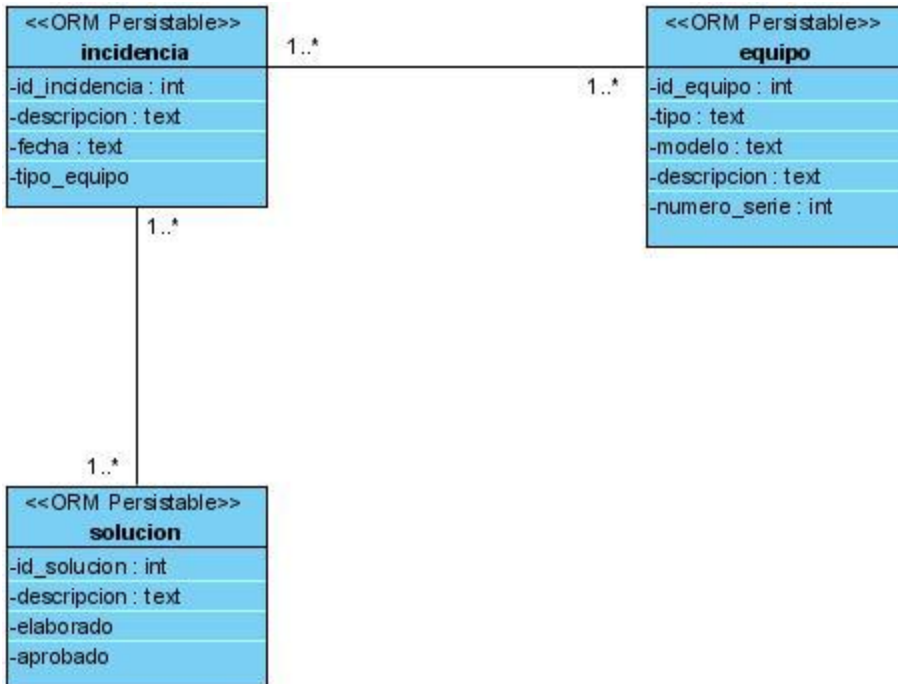 <<ORM Persistable>>
incidencia
-id_incidencia : int
-descripcion : text
-fecha : text
-tipo_equipo
1..*
1..*
<<ORM Persistable>>
equipo
-id_equipo : int
-tipo : text
-modelo : text
-descripcion : text
-numero_serie : int
1..*
1..*
<<ORM Persistable>>
solucion
-id_solucion : int
-descripcion : text
-elaborado
-aprobado